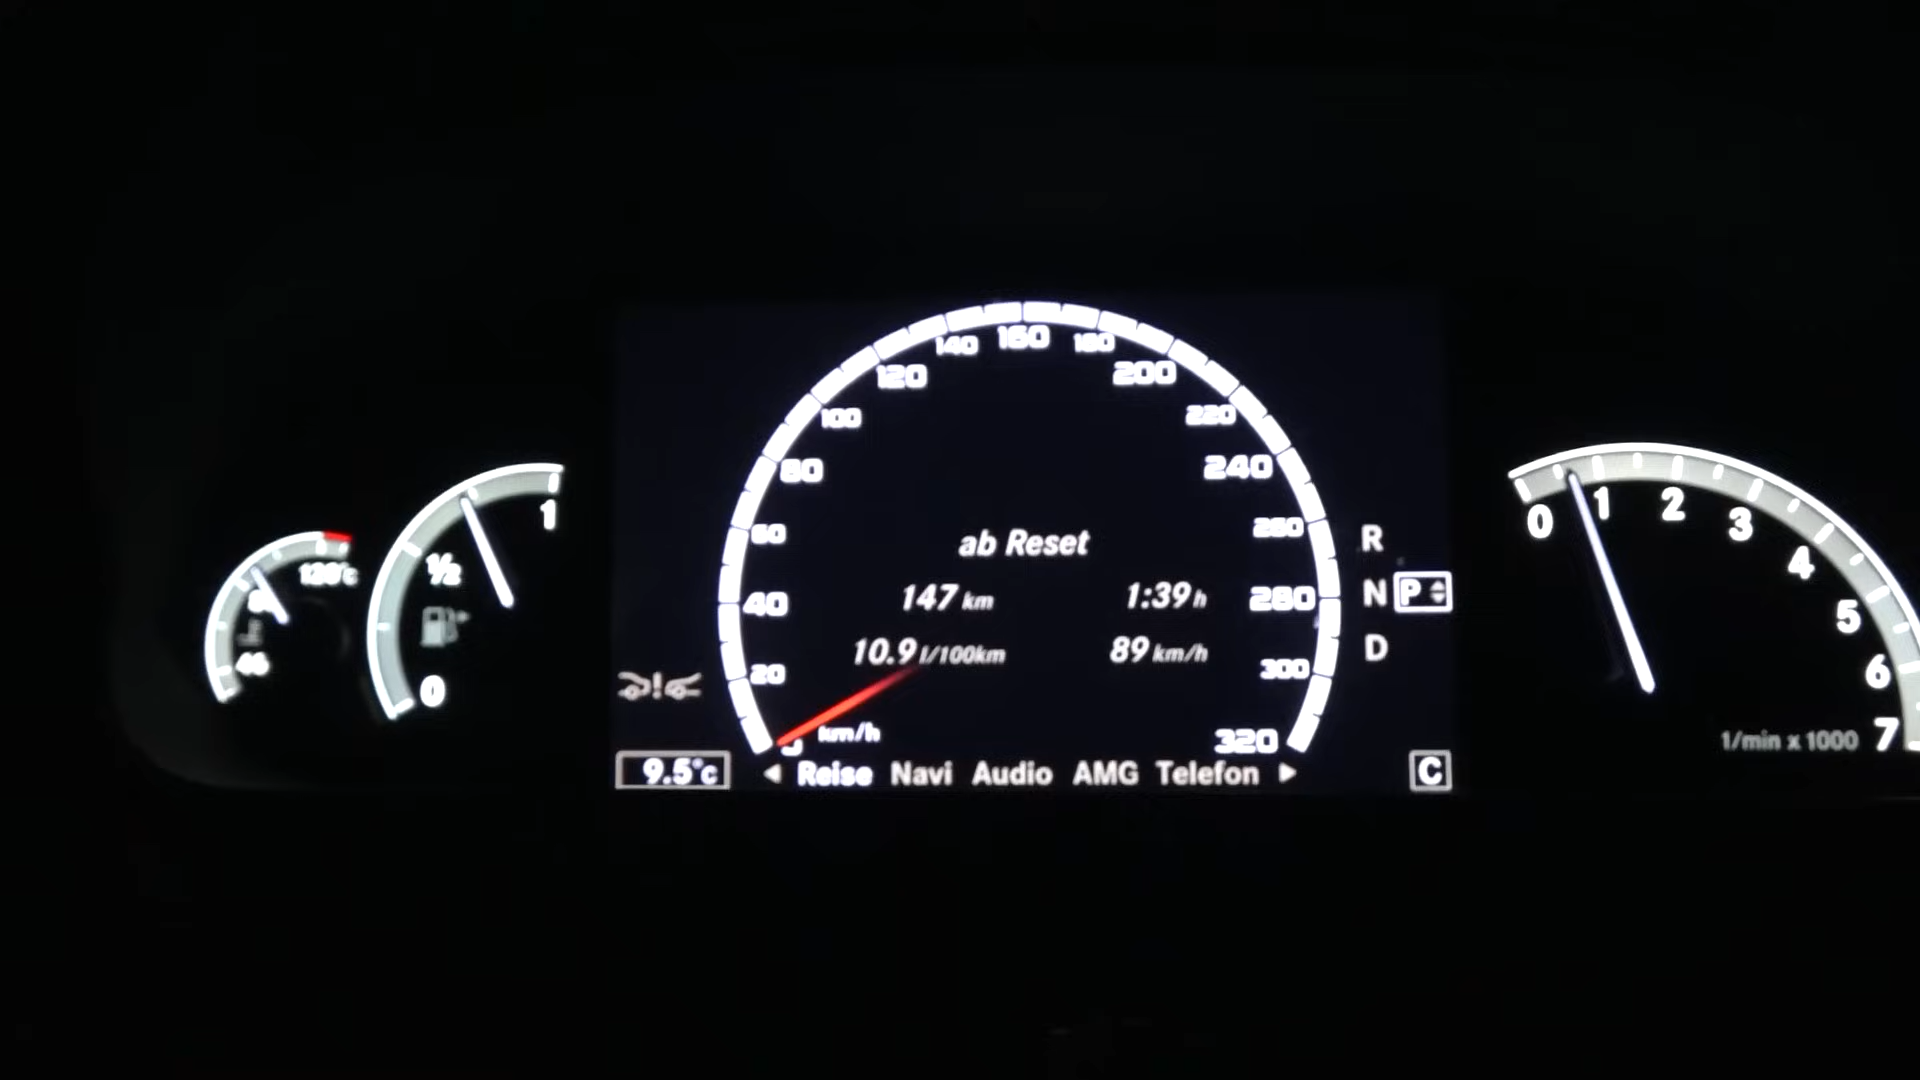 140 160 180
120 200
100 220
80 240
60 260
40 280
20 300
320
km/h
ab Reset
147 km 1:39 h
10.9 l/100km 89 km/h
R
N P
D
9.5°C
Reise Navi Audio AMG Telefon
C
120°C
1
½
0
0 1 2 3 4 5 6 7
1/min x 1000